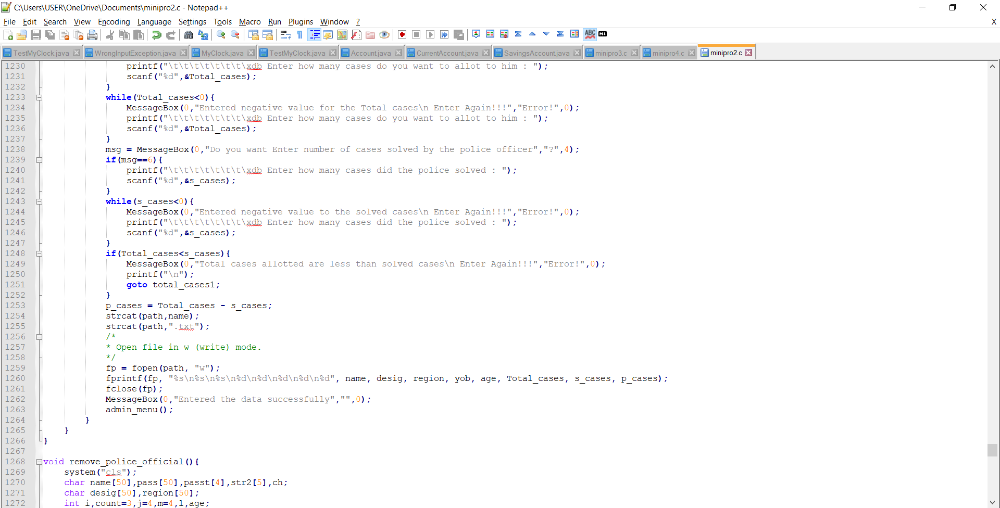 C:\Users\USER\OneDrive\Documents\minipro2.c - Notepad++
File Edit Search View Encoding Language Settings Tools Macro Run Plugins Window ? X
TestMyClock.java WrongInputException.java MyClock.java TestMyClock.java Account.java CurrentAccount.java SavingsAccount.java minipro3.c minipro4.c minipro2.c
1230 printf("\t\t\t\t\t\t\t\xdb Enter how many cases do you want to allot to him : ");
1231 scanf("%d",&Total_cases);
1232 }
1233 while(Total_cases<0){
1234 MessageBox(0,"Entered negative value for the Total cases\n Enter Again!!!","Error!",0);
1235 printf("\t\t\t\t\t\t\t\xdb Enter how many cases do you want to allot to him : ");
1236 scanf("%d",&Total_cases);
1237 }
1238 msg = MessageBox(0,"Do you want Enter number of cases solved by the police officer","?",4);
1239 if(msg==6){
1240 printf("\t\t\t\t\t\t\t\xdb Enter how many cases did the police solved : ");
1241 scanf("%d",&s_cases);
1242 }
1243 while(s_cases<0){
1244 MessageBox(0,"Entered negative value to the solved cases\n Enter Again!!!","Error!",0);
1245 printf("\t\t\t\t\t\t\t\xdb Enter how many cases did the police solved : ");
1246 scanf("%d",&s_cases);
1247 }
1248 if(Total_cases<s_cases){
1249 MessageBox(0,"Total cases allotted are less than solved cases\n Enter Again!!!","Error!",0);
1250 printf("\n");
1251 goto total_cases1;
1252 }
1253 p_cases = Total_cases - s_cases;
1254 strcat(path,name);
1255 strcat(path,".txt");
1256 /*
1257 * Open file in w (write) mode.
1258 */
1259 fp = fopen(path, "w");
1260 fprintf(fp, "%s\n%s\n%s\n%d\n%d\n%d\n%d\n%d", name, desig, region, yob, age, Total_cases, s_cases, p_cases);
1261 fclose(fp);
1262 MessageBox(0,"Entered the data successfully","",0);
1263 admin_menu();
1264 }
1265 }
1266 }
1267
1268 void remove_police_official(){
1269 system("cls");
1270 char name[50],pass[50],passt[4],str2[5],ch;
1271 char desig[50],region[50];
1272 int i,count=3,j=4,m=4,l,age;